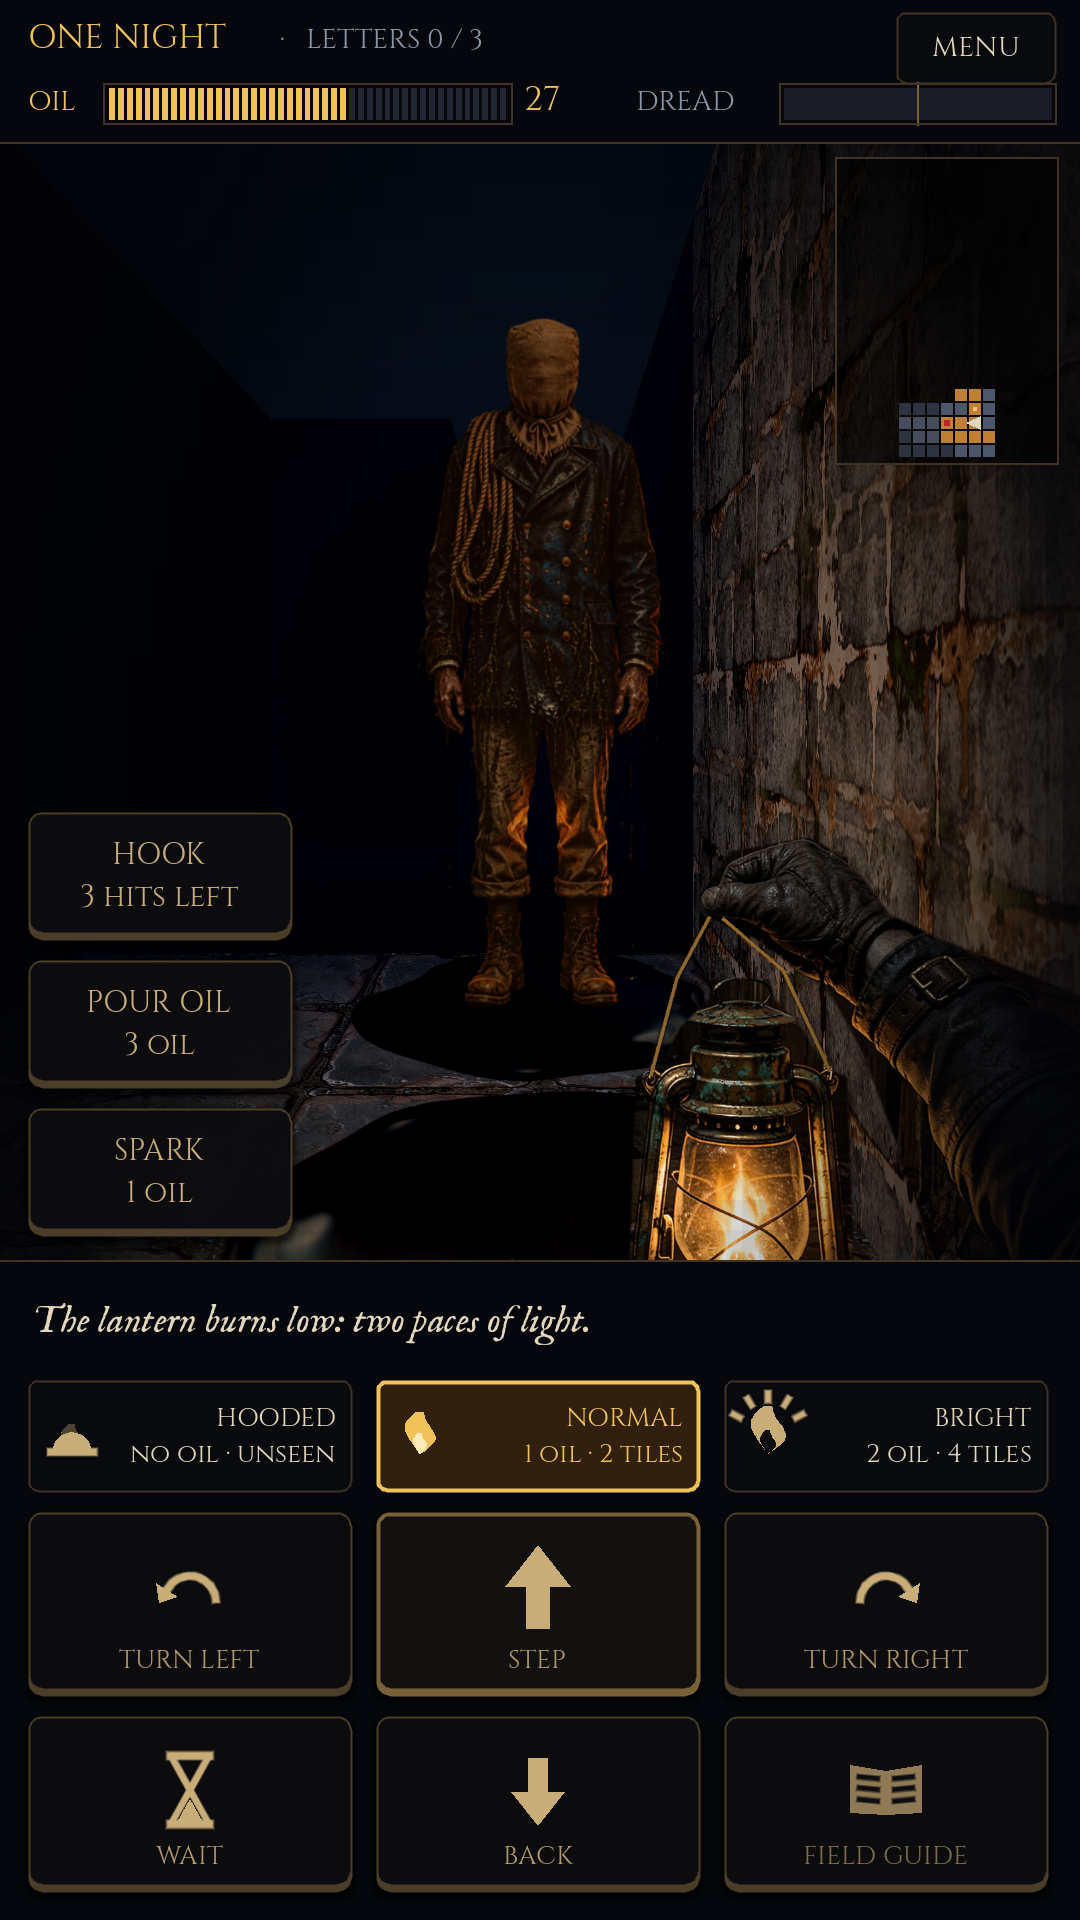 ONE NIGHT · LETTERS 0 / 3
MENU
OIL 27 DREAD
HOOK
3 HITS LEFT
POUR OIL
3 OIL
SPARK
1 OIL
The lantern burns low: two paces of light.
HOODED
NO OIL · UNSEEN
NORMAL
1 OIL · 2 TILES
BRIGHT
2 OIL · 4 TILES
TURN LEFT
STEP
TURN RIGHT
WAIT
BACK
FIELD GUIDE